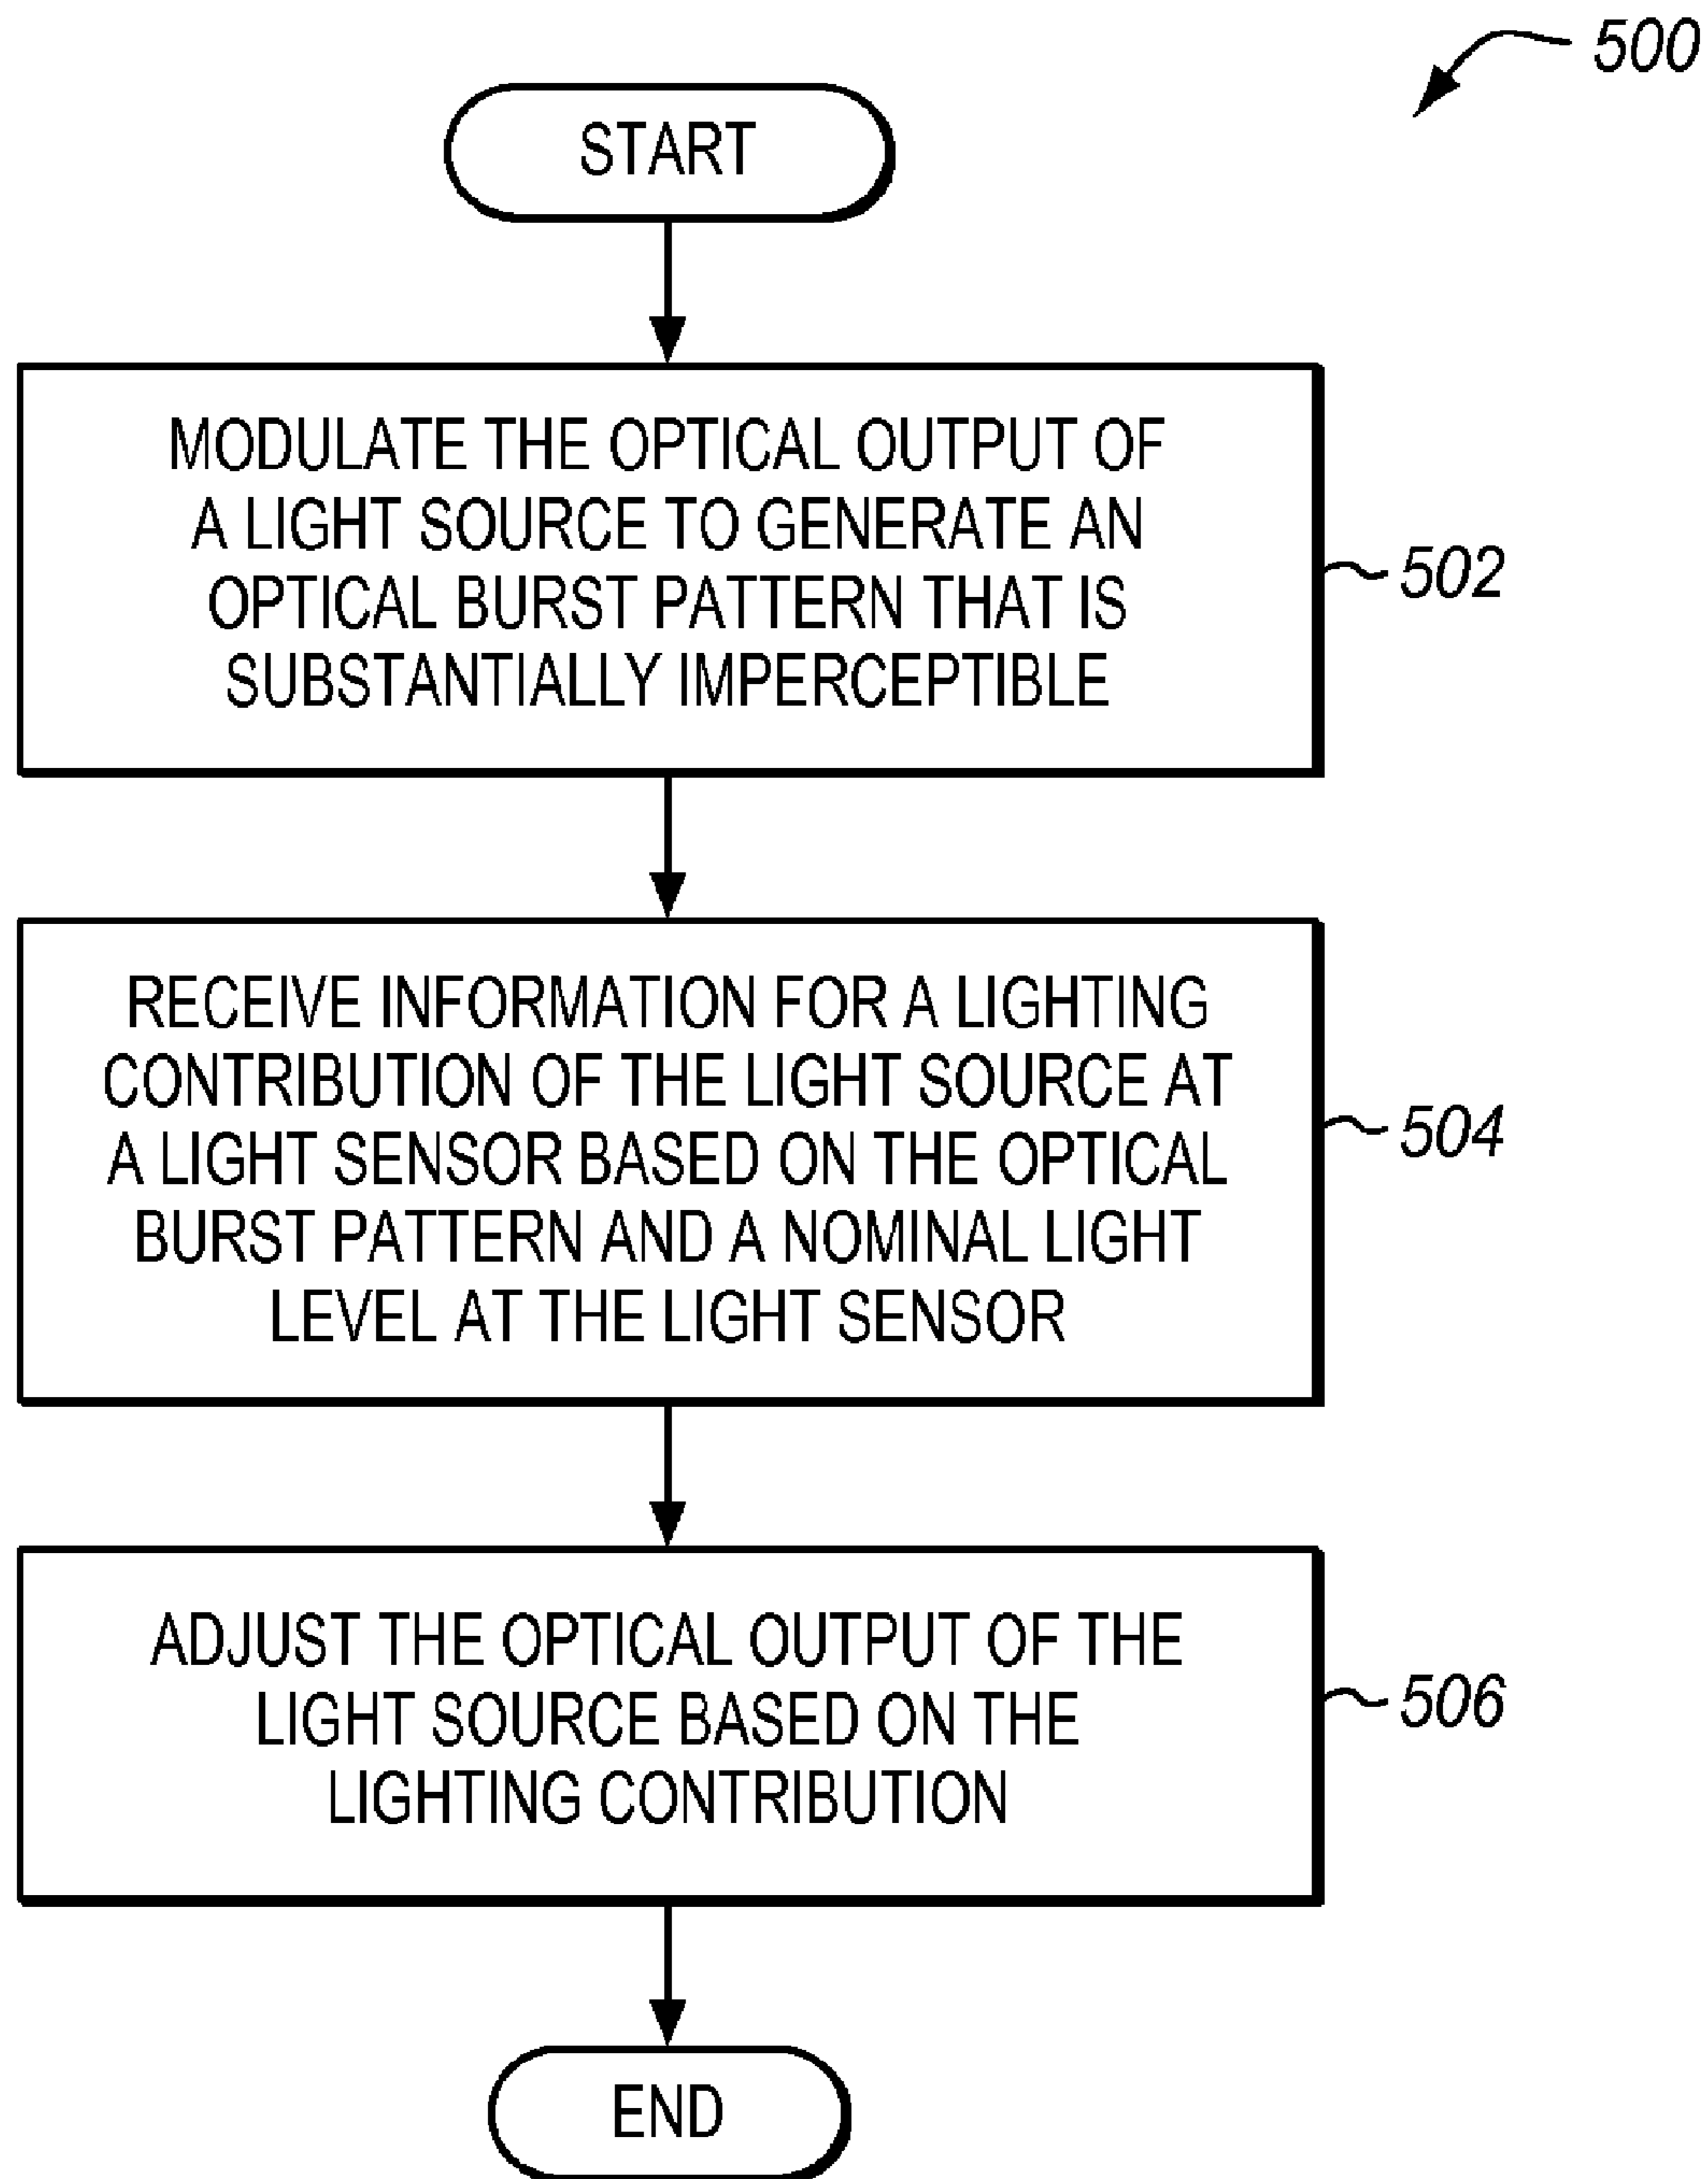 500
START
MODULATE THE OPTICAL OUTPUT OF
A LIGHT SOURCE TO GENERATE AN
OPTICAL BURST PATTERN THAT IS
SUBSTANTIALLY IMPERCEPTIBLE
502
RECEIVE INFORMATION FOR A LIGHTING
CONTRIBUTION OF THE LIGHT SOURCE AT
A LIGHT SENSOR BASED ON THE OPTICAL
BURST PATTERN AND A NOMINAL LIGHT
LEVEL AT THE LIGHT SENSOR
504
ADJUST THE OPTICAL OUTPUT OF THE
LIGHT SOURCE BASED ON THE
LIGHTING CONTRIBUTION
506
END